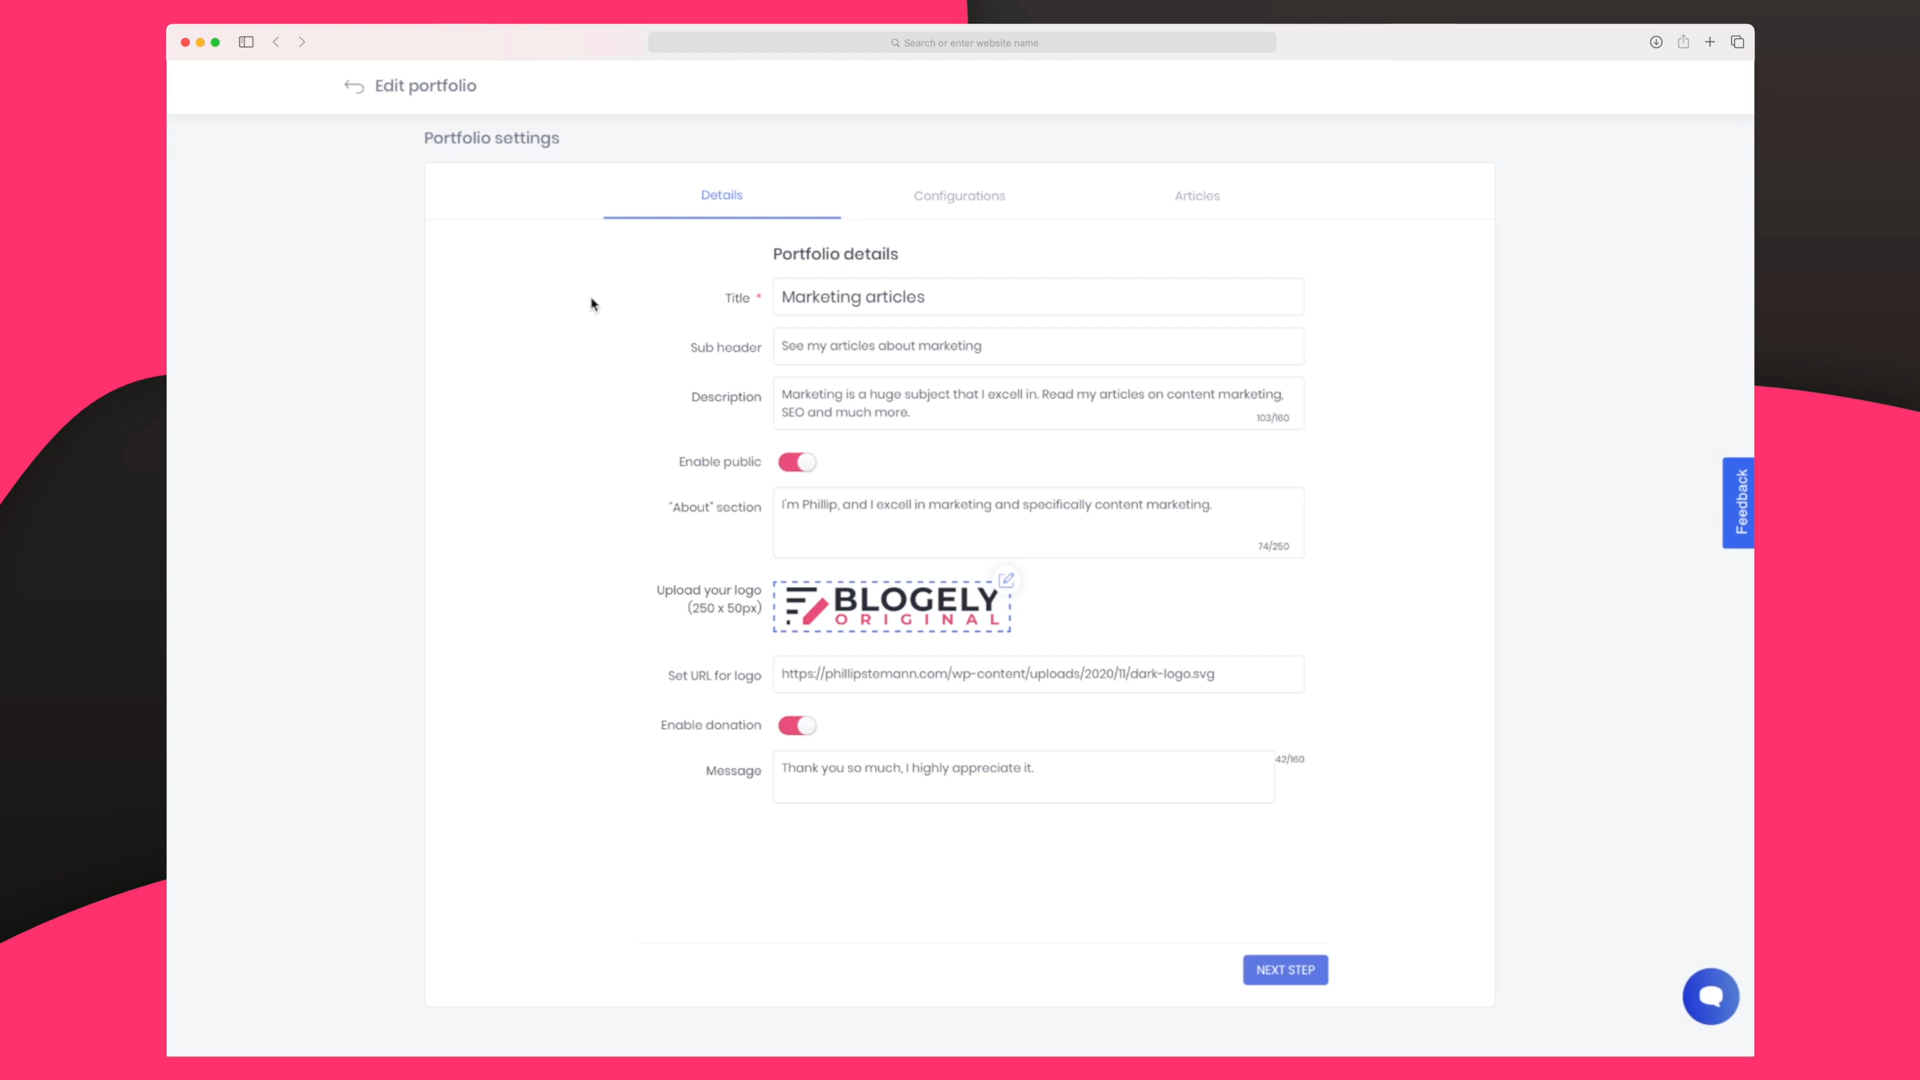 Search or enter website name
Edit portfolio
Portfolio settings
Details
Configurations
Articles
Portfolio details
Title *
Marketing articles
Sub header
See my articles about marketing
Description
Marketing is a huge subject that I excell in. Read my articles on content marketing,
SEO and much more.
103/160
Enable public
"About" section
I'm Phillip, and I excell in marketing and specifically content marketing.
74/250
Feedback
Upload your logo
(250 x 50px)
BLOGELY
ORIGINAL
Set URL for logo
https://phillipstemann.com/wp-content/uploads/2020/11/dark-logo.svg
Enable donation
Message
Thank you so much, I highly appreciate it.
42/160
NEXT STEP